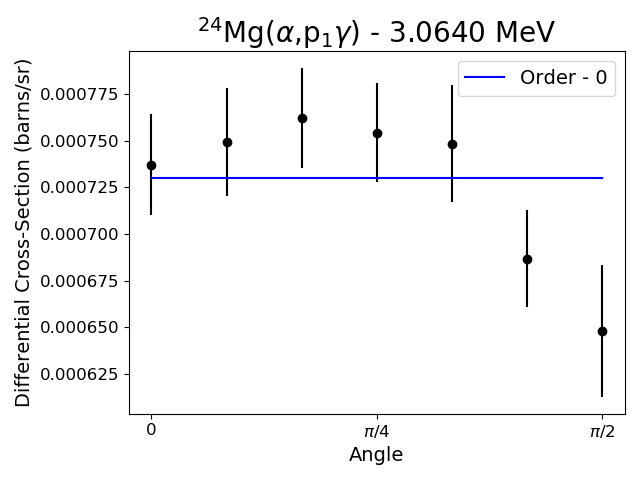 ²⁴Mg(α,p₁γ) - 3.0640 MeV
Order - 0
Differential Cross-Section (barns/sr)
0.000775
0.000750
0.000725
0.000700
0.000675
0.000650
0.000625
0 π/4 π/2
Angle